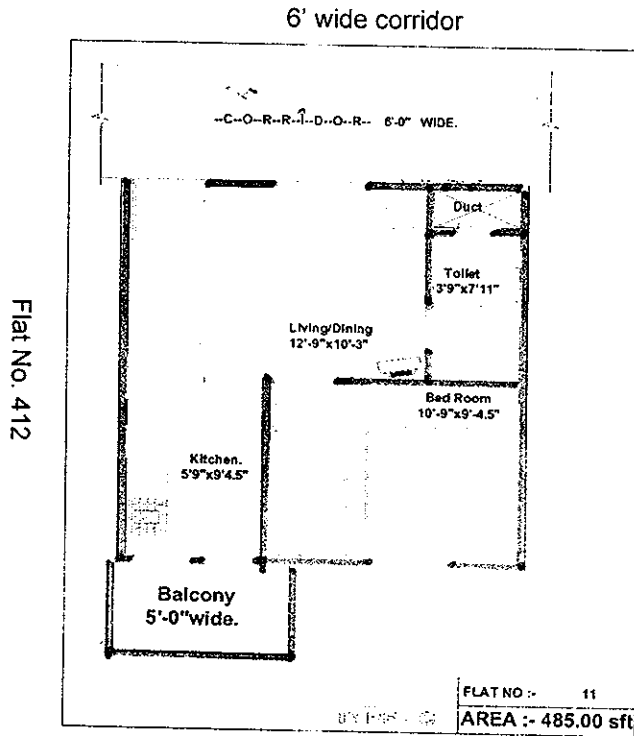 6' wide corridor
--C--O--R--R--I--D--O--R-- 6'-0" WIDE.
Duct
Toilet
3'9"x7'11"
Living/Dining
12'-9"x10'-3"
Bed Room
10'-9"x9'-4.5"
Flat No. 412
Kitchen.
5'9"x9'4.5"
Balcony
5'-0"wide.
FLAT NO :- 11
AREA :- 485.00 sft